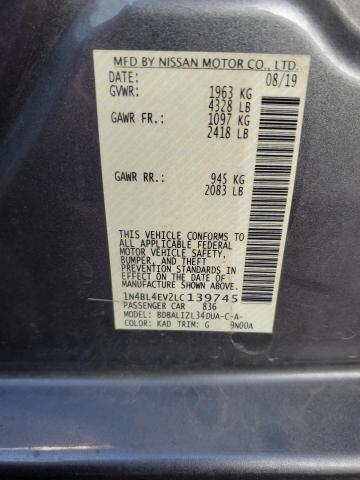 MFD BY NISSAN MOTOR CO., LTD.
DATE: 08/19
GVWR: 1963 KG
4328 LB
GAWR FR.: 1097 KG
2418 LB
GAWR RR.: 945 KG
2083 LB
THIS VEHICLE CONFORMS TO
ALL APPLICABLE FEDERAL
MOTOR VEHICLE SAFETY,
BUMPER, AND THEFT
PREVENTION STANDARDS IN
EFFECT ON THE DATE OF
MANUFACTURE SHOWN ABOVE.
1N4BL4EV2LC139745
PASSENGER CAR 836
MODEL: BDBALIZL34DUA-C-A-
COLOR: KAD TRIM: G 9N00A